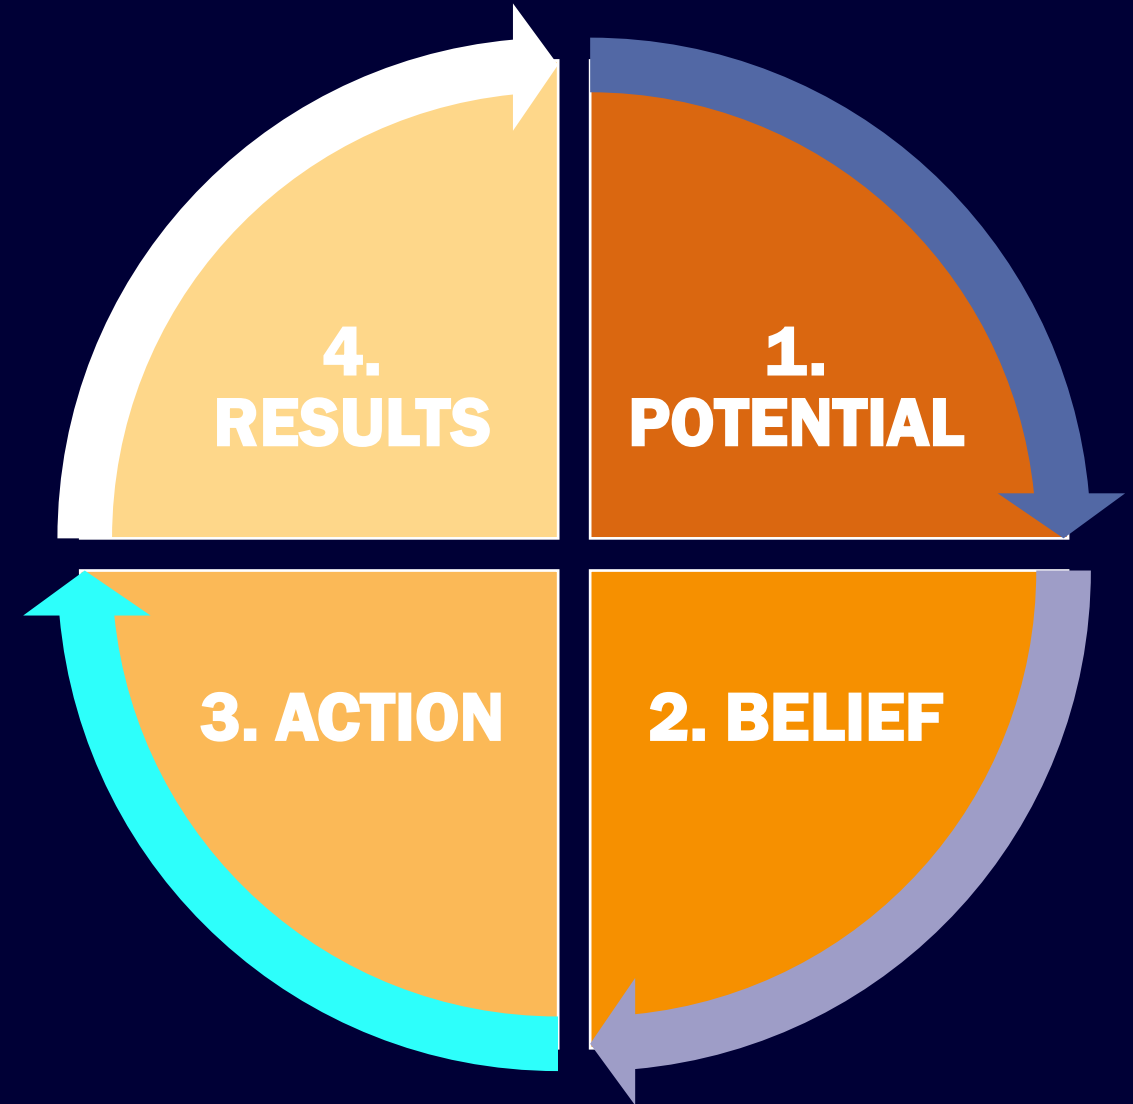 1.
POTENTIAL
2. BELIEF
3. ACTION
4.
RESULTS